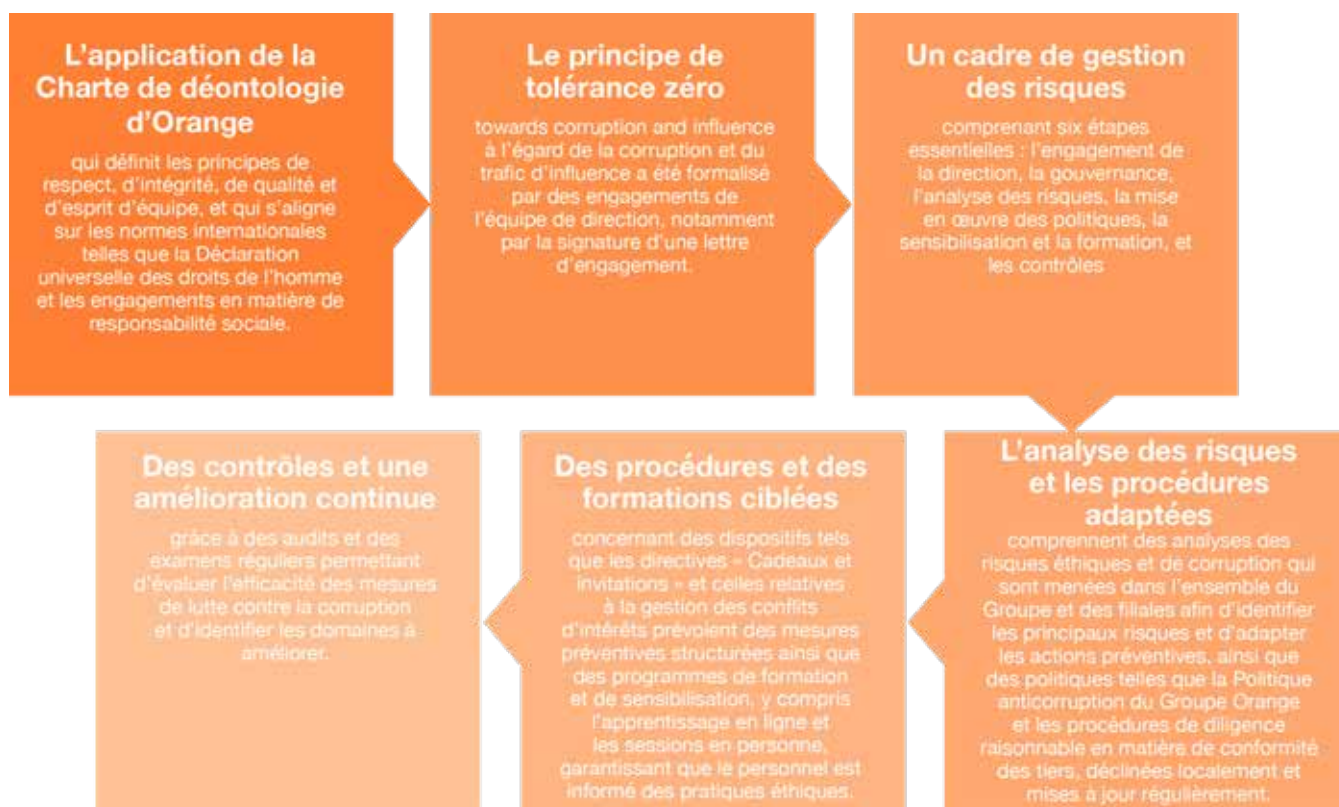 L'application de la
Charte de déontologie
d'Orange
qui définit les principes de
respect, d'intégrité, de qualité et
d'esprit d'équipe, et qui s'aligne
sur les normes internationales
telles que la Déclaration
universelle des droits de l'homme
et les engagements en matière de
responsabilité sociale.
Le principe de
tolérance zéro
towards corruption and influence
à l'égard de la corruption et du
trafic d'influence a été formalisé
par des engagements de
l'équipe de direction, notamment
par la signature d'une lettre
d'engagement.
Un cadre de gestion
des risques
comprenant six étapes
essentielles : l'engagement de
la direction, la gouvernance,
l'analyse des risques, la mise
en œuvre des politiques, la
sensibilisation et la formation, et
les contrôles
L'analyse des risques
et les procédures
adaptées
comprennent des analyses des
risques éthiques et de corruption qui
sont menées dans l'ensemble du
Groupe et des filiales afin d'identifier
les principaux risques et d'adapter
les actions préventives, ainsi que
des politiques telles que la Politique
anticorruption du Groupe Orange
et les procédures de diligence
raisonnable en matière de conformité
des tiers, déclinées localement et
mises à jour régulièrement.
Des procédures et des
formations ciblées
concernant des dispositifs tels
que les directives « Cadeaux et
invitations » et celles relatives
à la gestion des conflits
d'intérêts prévoient des mesures
préventives structurées ainsi que
des programmes de formation
et de sensibilisation, y compris
l'apprentissage en ligne et
les sessions en personne,
garantissant que le personnel est
informé des pratiques éthiques.
Des contrôles et une
amélioration continue
grâce à des audits et des
examens réguliers permettant
d'évaluer l'efficacité des mesures
de lutte contre la corruption
et d'identifier les domaines à
améliorer.